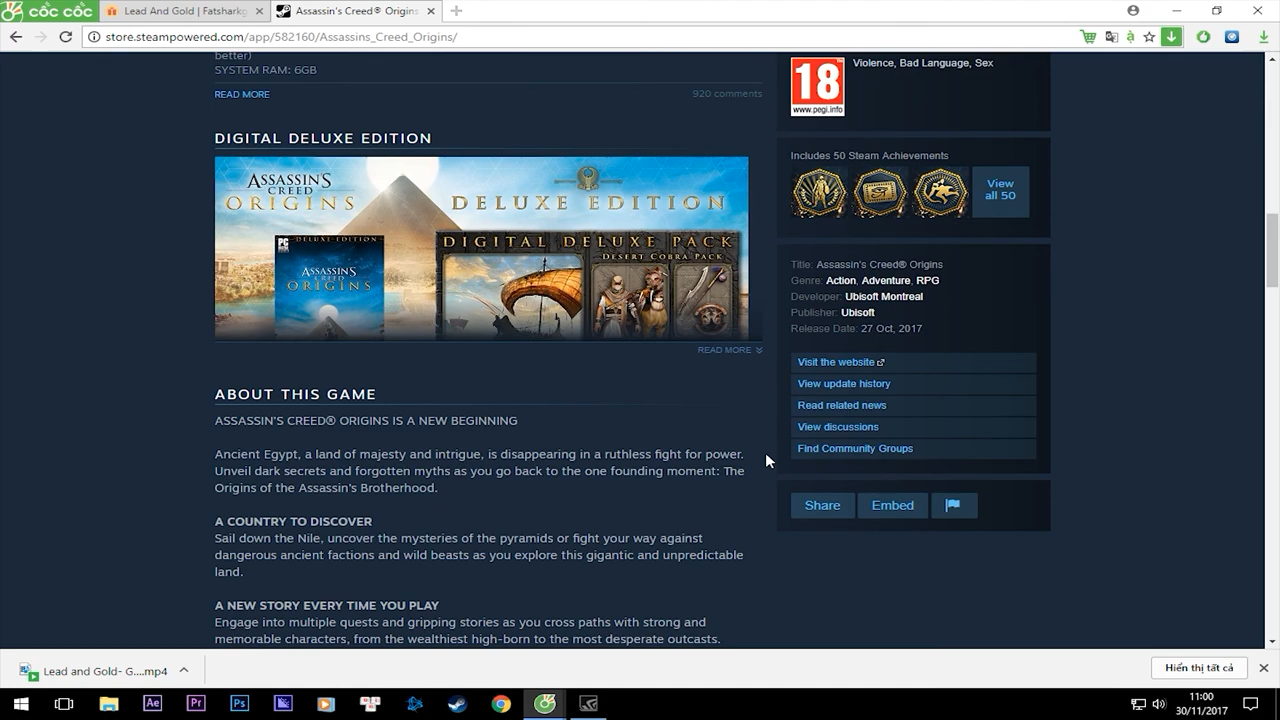 cốc cốc
Lead And Gold | Fatsharkg
Assassin's Creed® Origins
store.steampowered.com/app/582160/Assassins_Creed_Origins/
better)
SYSTEM RAM: 6GB
READ MORE
920 comments
DIGITAL DELUXE EDITION
ASSASSIN'S
CREED
ORIGINS
DELUXE EDITION
PC
DELUXE EDITION
ASSASSIN'S
CREED
ORIGINS
DIGITAL DELUXE PACK
DESERT COBRA PACK
READ MORE
ABOUT THIS GAME
ASSASSIN'S CREED® ORIGINS IS A NEW BEGINNING
Ancient Egypt, a land of majesty and intrigue, is disappearing in a ruthless fight for power.
Unveil dark secrets and forgotten myths as you go back to the one founding moment: The
Origins of the Assassin's Brotherhood.
A COUNTRY TO DISCOVER
Sail down the Nile, uncover the mysteries of the pyramids or fight your way against
dangerous ancient factions and wild beasts as you explore this gigantic and unpredictable
land.
A NEW STORY EVERY TIME YOU PLAY
Engage into multiple quests and gripping stories as you cross paths with strong and
memorable characters, from the wealthiest high-born to the most desperate outcasts.
18
www.pegi.info
Violence, Bad Language, Sex
Includes 50 Steam Achievements
View
all 50
Title: Assassin's Creed® Origins
Genre: Action, Adventure, RPG
Developer: Ubisoft Montreal
Publisher: Ubisoft
Release Date: 27 Oct, 2017
Visit the website
View update history
Read related news
View discussions
Find Community Groups
Share
Embed
Lead and Gold- G....mp4
Hiển thị tất cả
Ae
Pr
Ps
11:00
30/11/2017